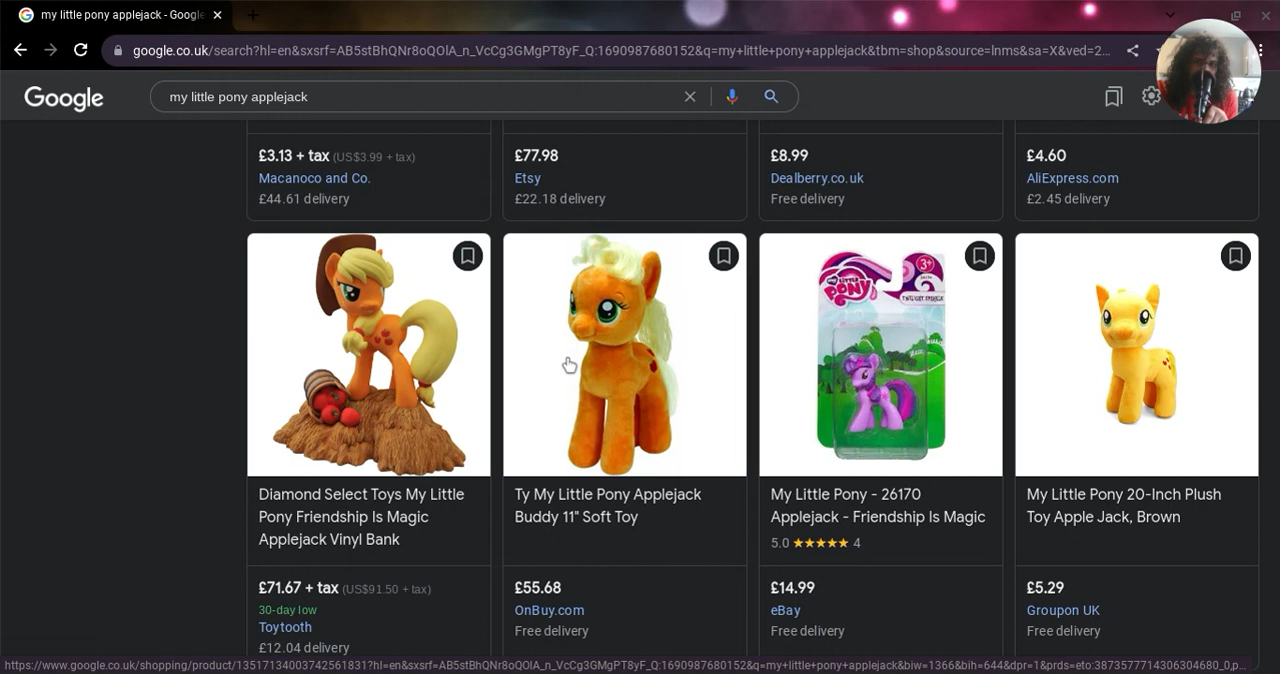 my little pony applejack - Google
google.co.uk/search?hl=en&sxsrf=AB5stBhQNr8oQOlA_n_VcCg3GMgPT8yF_Q:1690987680152&q=my+little+pony+applejack&tbm=shop&source=lnms&sa=X&ved=2...
Google
my little pony applejack
£3.13 + tax (US$3.99 + tax)
Macanoco and Co.
£44.61 delivery
£77.98
Etsy
£22.18 delivery
£8.99
Dealberry.co.uk
Free delivery
£4.60
AliExpress.com
£2.45 delivery
my LITTLE PONY
3+
TWILIGHT SPARKLE
Diamond Select Toys My Little
Pony Friendship Is Magic
Applejack Vinyl Bank
£71.67 + tax (US$91.50 + tax)
30-day low
Toytooth
£12.04 delivery
Ty My Little Pony Applejack
Buddy 11" Soft Toy
£55.68
OnBuy.com
Free delivery
My Little Pony - 26170
Applejack - Friendship Is Magic
5.0 ★★★★★ 4
£14.99
eBay
Free delivery
My Little Pony 20-Inch Plush
Toy Apple Jack, Brown
£5.29
Groupon UK
Free delivery
https://www.google.co.uk/shopping/product/13517134003742561831?hl=en&sxsrf=AB5stBhQNr8oQOlA_n_VcCg3GMgPT8yF_Q:1690987680152&q=my+little+pony+applejack&biw=1366&bih=644&dpr=1&prds=eto:3873577714306304680_0,p...